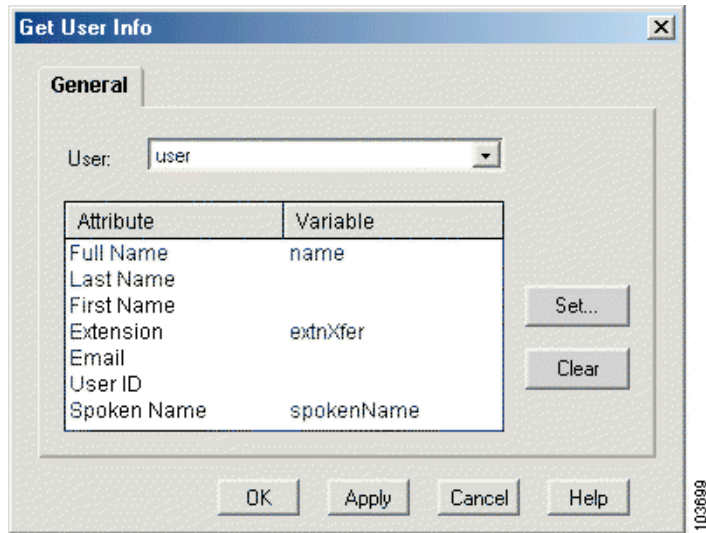 Get User Info
General
User: user
Attribute Variable
Full Name name
Last Name
First Name
Extension extnXfer
Email
User ID
Spoken Name spokenName
Set...
Clear
OK Apply Cancel Help
103699